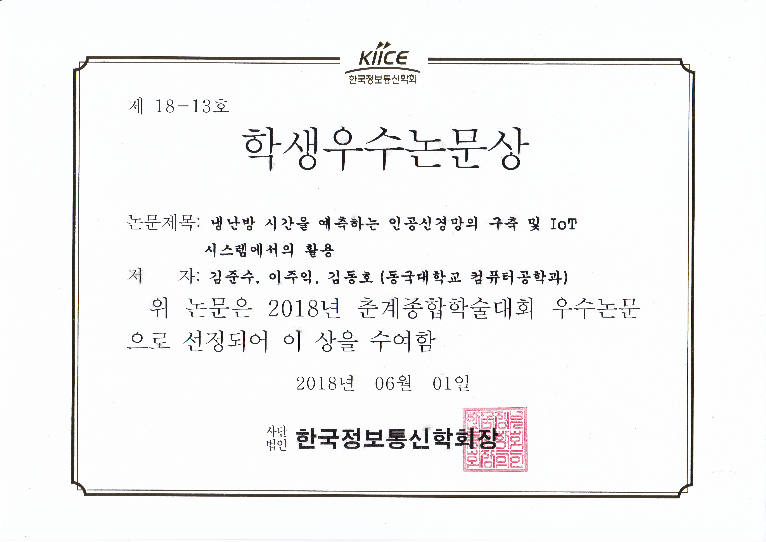 KIICE
한국정보통신학회
제 18-13호
학생우수논문상
논문제목: 냉난방 시간을 예측하는 인공신경망의 구축 및 IoT
시스템에서의 활용
저 자: 김준수, 이주익, 김동호 (동국대학교 컴퓨터공학과)
위 논문은 2018년 춘계종합학술대회 우수논문
으로 선정되어 이 상을 수여함
2018년 06월 01일
사단
법인 한국정보통신학회장